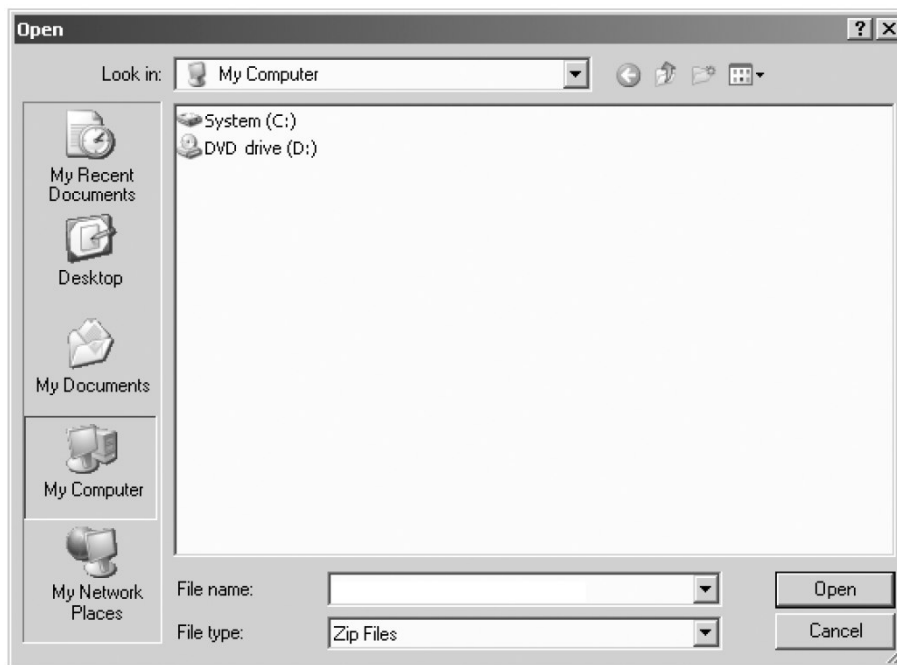 Open
Look in: My Computer
System (C:)
DVD drive (D:)
My Recent
Documents
Desktop
My Documents
My Computer
My Network
Places
File name:
Open
File type: Zip Files
Cancel